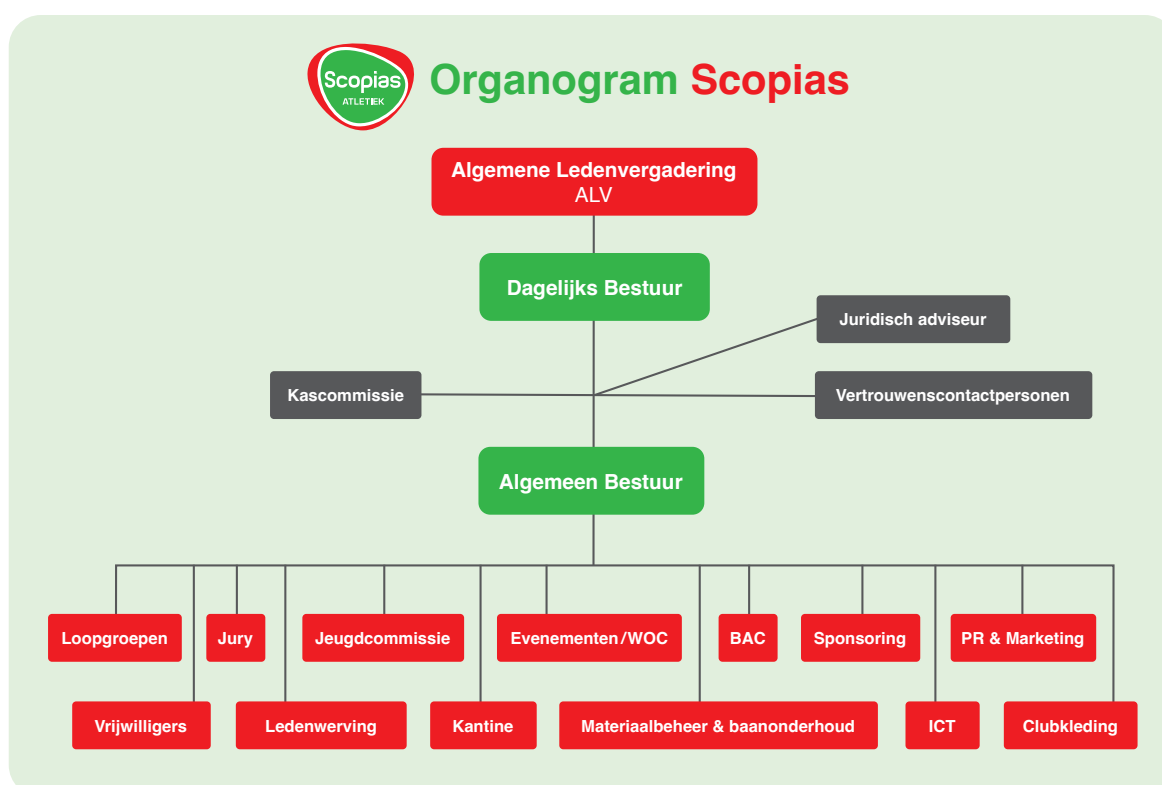 Scopias
ATLETIEK
Organogram Scopias
Algemene Ledenvergadering
ALV
Dagelijks Bestuur
Juridisch adviseur
Kascommissie
Vertrouwenscontactpersonen
Algemeen Bestuur
Loopgroepen
Jury
Jeugdcommissie
Evenementen/WOC
BAC
Sponsoring
PR & Marketing
Vrijwilligers
Ledenwerving
Kantine
Materiaalbeheer & baanonderhoud
ICT
Clubkleding